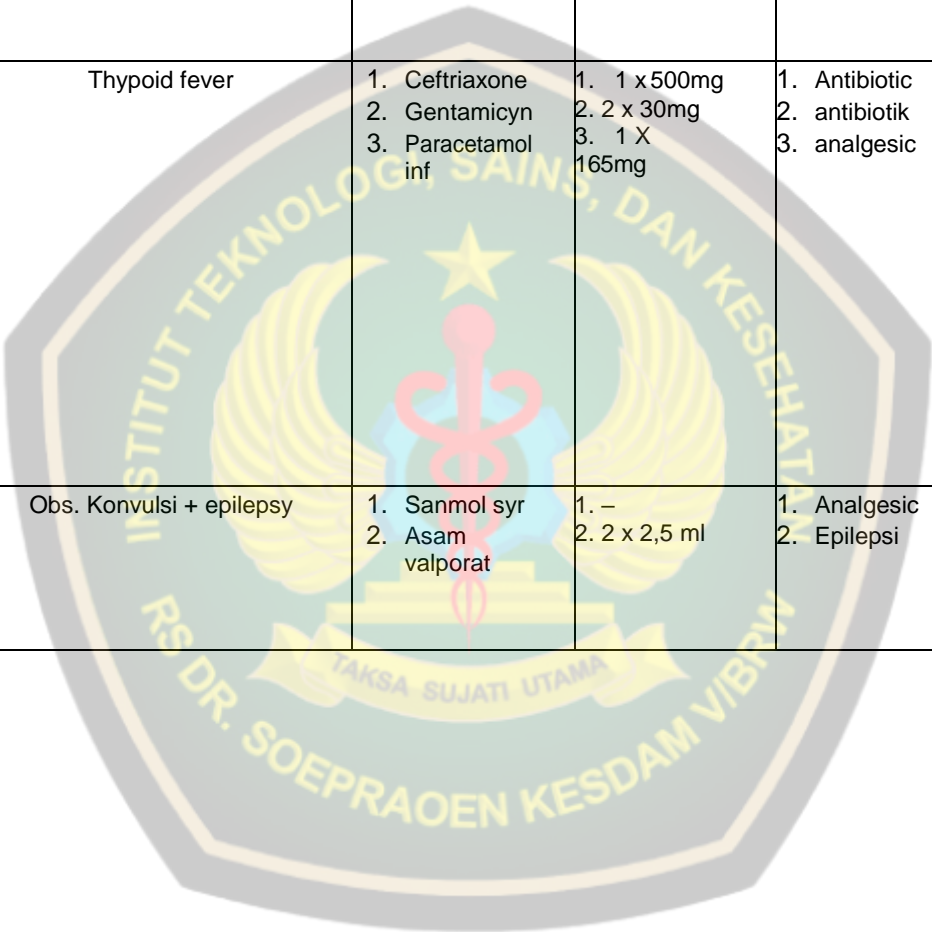 Thypoid fever
1. Ceftriaxone
2. Gentamicyn
3. Paracetamol
inf
1. 1 x 500mg
2. 2 x 30mg
3. 1 X
165mg
1. Antibiotic
2. antibiotik
3. analgesic
Obs. Konvulsi + epilepsy
1. Sanmol syr
2. Asam
valporat
1. –
2. 2 x 2,5 ml
1. Analgesic
2. Epilepsi
INSTITUT TEKNOLOGI, SAINS, DAN KESEHATAN
TAKSA SUJATI UTAMA
RS DR. SOEPRAOEN KESDAM V/BRW